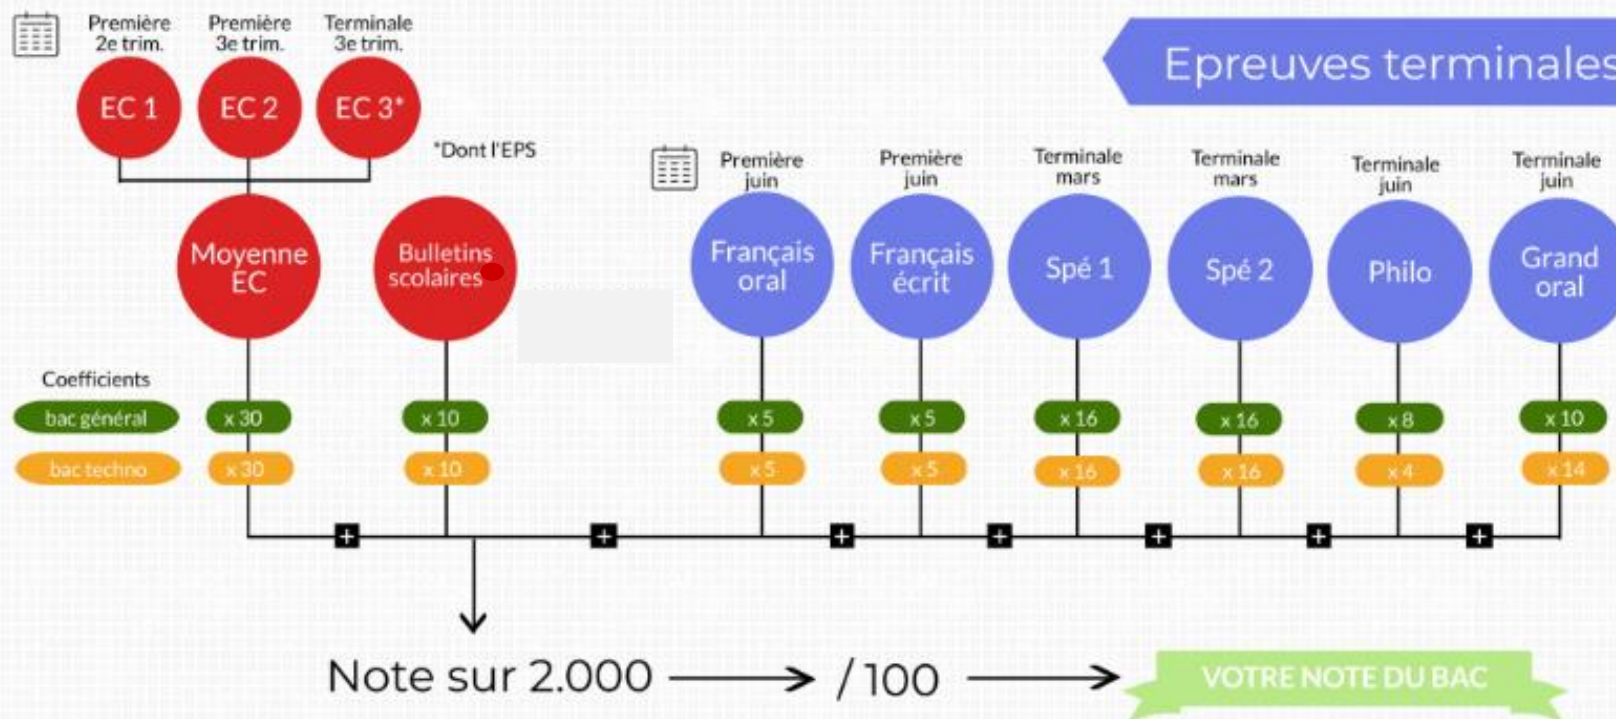 Première
2e trim.
Première
3e trim.
Terminale
3e trim.
EC 1
EC 2
EC 3*
*Dont l'EPS
Moyenne
EC
Bulletins
scolaires
Epreuves terminales
Première
juin
Première
juin
Terminale
mars
Terminale
mars
Terminale
juin
Terminale
juin
Français
oral
Français
écrit
Spé 1
Spé 2
Philo
Grand
oral
Coefficients
bac général
x 30
x 10
x 5
x 5
x 16
x 16
x 8
x 10
bac techno
x 30
x 10
x 5
x 5
x 16
x 16
x 4
x 14
+
+
+
+
+
+
+
Note sur 2.000
/ 100
VOTRE NOTE DU BAC